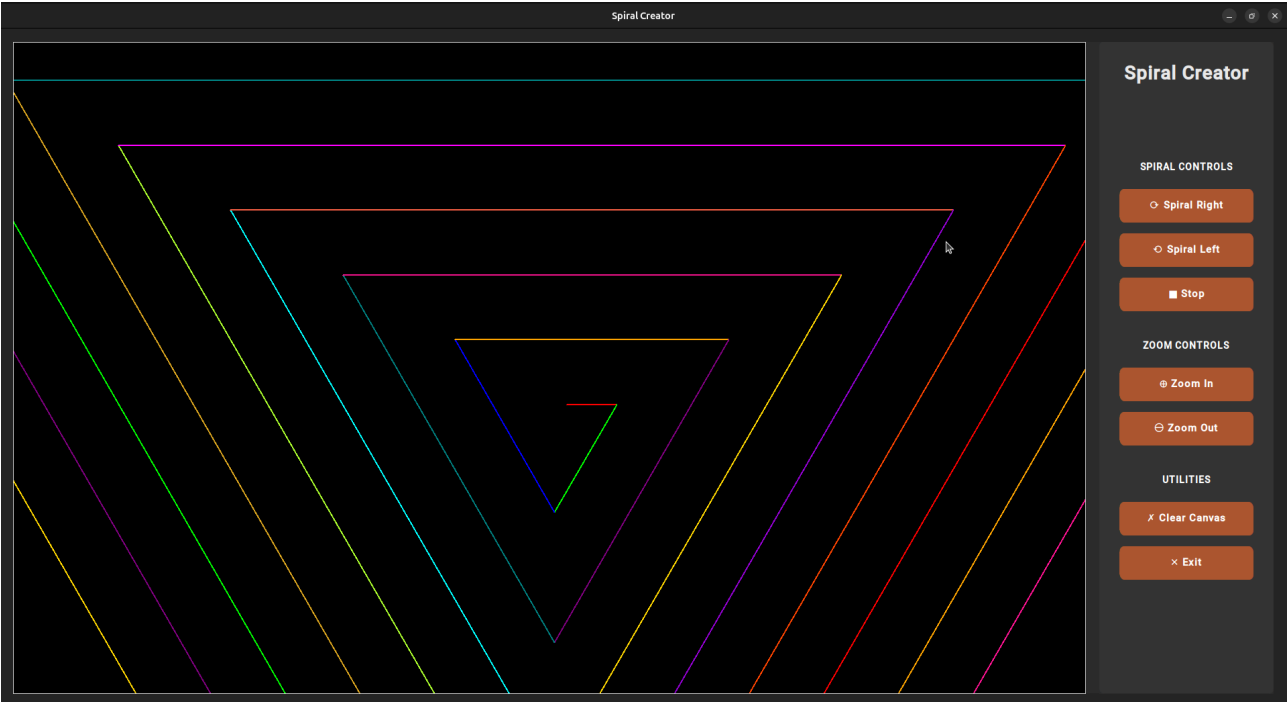 Spiral Creator
Spiral Creator
SPIRAL CONTROLS
⟳ Spiral Right
⟲ Spiral Left
■ Stop
ZOOM CONTROLS
⊕ Zoom In
⊖ Zoom Out
UTILITIES
✗ Clear Canvas
× Exit